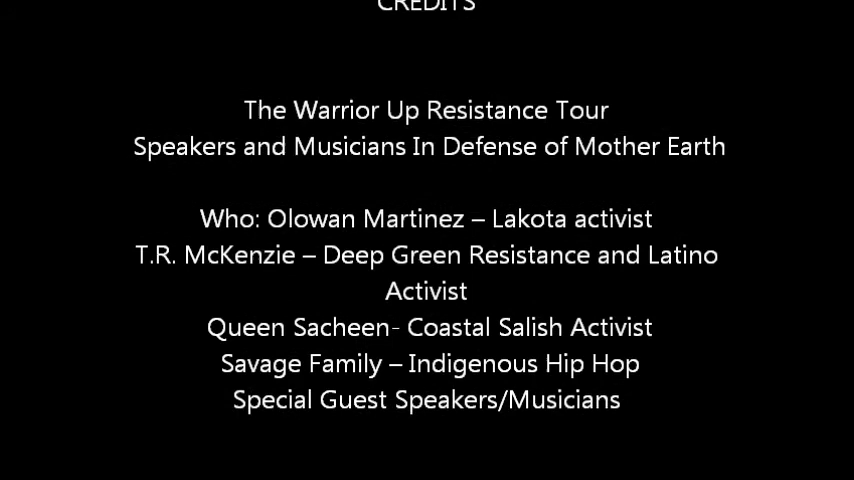 CREDITS
The Warrior Up Resistance Tour
Speakers and Musicians In Defense of Mother Earth
Who: Olowan Martinez – Lakota activist
T.R. McKenzie – Deep Green Resistance and Latino
Activist
Queen Sacheen- Coastal Salish Activist
Savage Family – Indigenous Hip Hop
Special Guest Speakers/Musicians